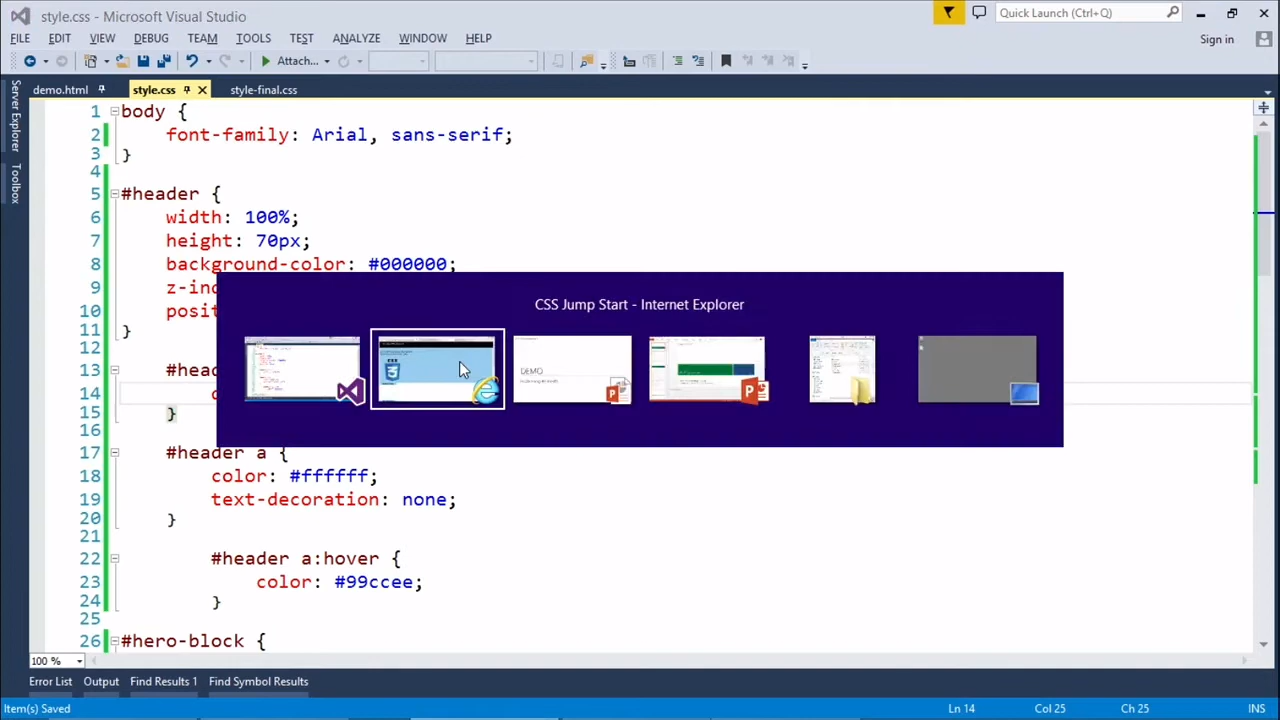 style.css - Microsoft Visual Studio
Quick Launch (Ctrl+Q)
FILE EDIT VIEW DEBUG TEAM TOOLS TEST ANALYZE WINDOW HELP
Sign in
Attach...
Server Explorer
Toolbox
demo.html style.css style-final.css
1 body {
2 font-family: Arial, sans-serif;
3 }
4
5 #header {
6 width: 100%;
7 height: 70px;
8 background-color: #000000;
9 z-ind
10 posit
11 }
12
13 #hea
14
15 }
16
17 #header a {
18 color: #ffffff;
19 text-decoration: none;
20 }
21
22 #header a:hover {
23 color: #99ccee;
24 }
25
26 #hero-block {
CSS Jump Start - Internet Explorer
DEMO
100 %
Error List Output Find Results 1 Find Symbol Results
Item(s) Saved Ln 14 Col 25 Ch 25 INS